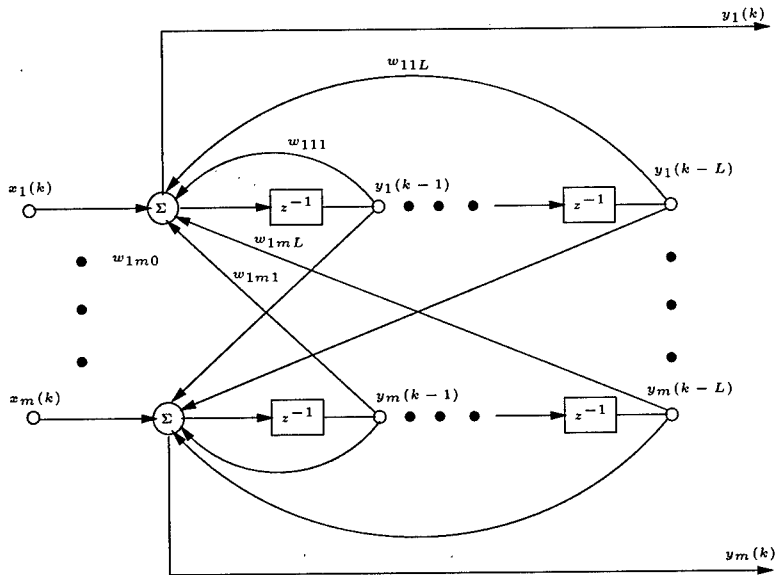 y₁(k)
w₁₁L
w₁₁₁
x₁(k)
y₁(k − 1)
y₁(k − L)
Σ
z⁻¹
z⁻¹
w₁mL
w₁m₀
w₁m₁
xm(k)
ym(k − 1)
ym(k − L)
Σ
z⁻¹
z⁻¹
ym(k)